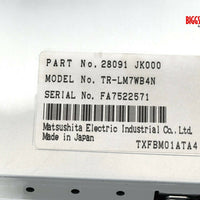 BIGGS
PART No. 28091 JK000
MODEL No. TR-LM7WB4N
SERIAL No. FA7522571
Matsushita Electric Industrial Co., Ltd.
Made in Japan
TXFBM01ATA4